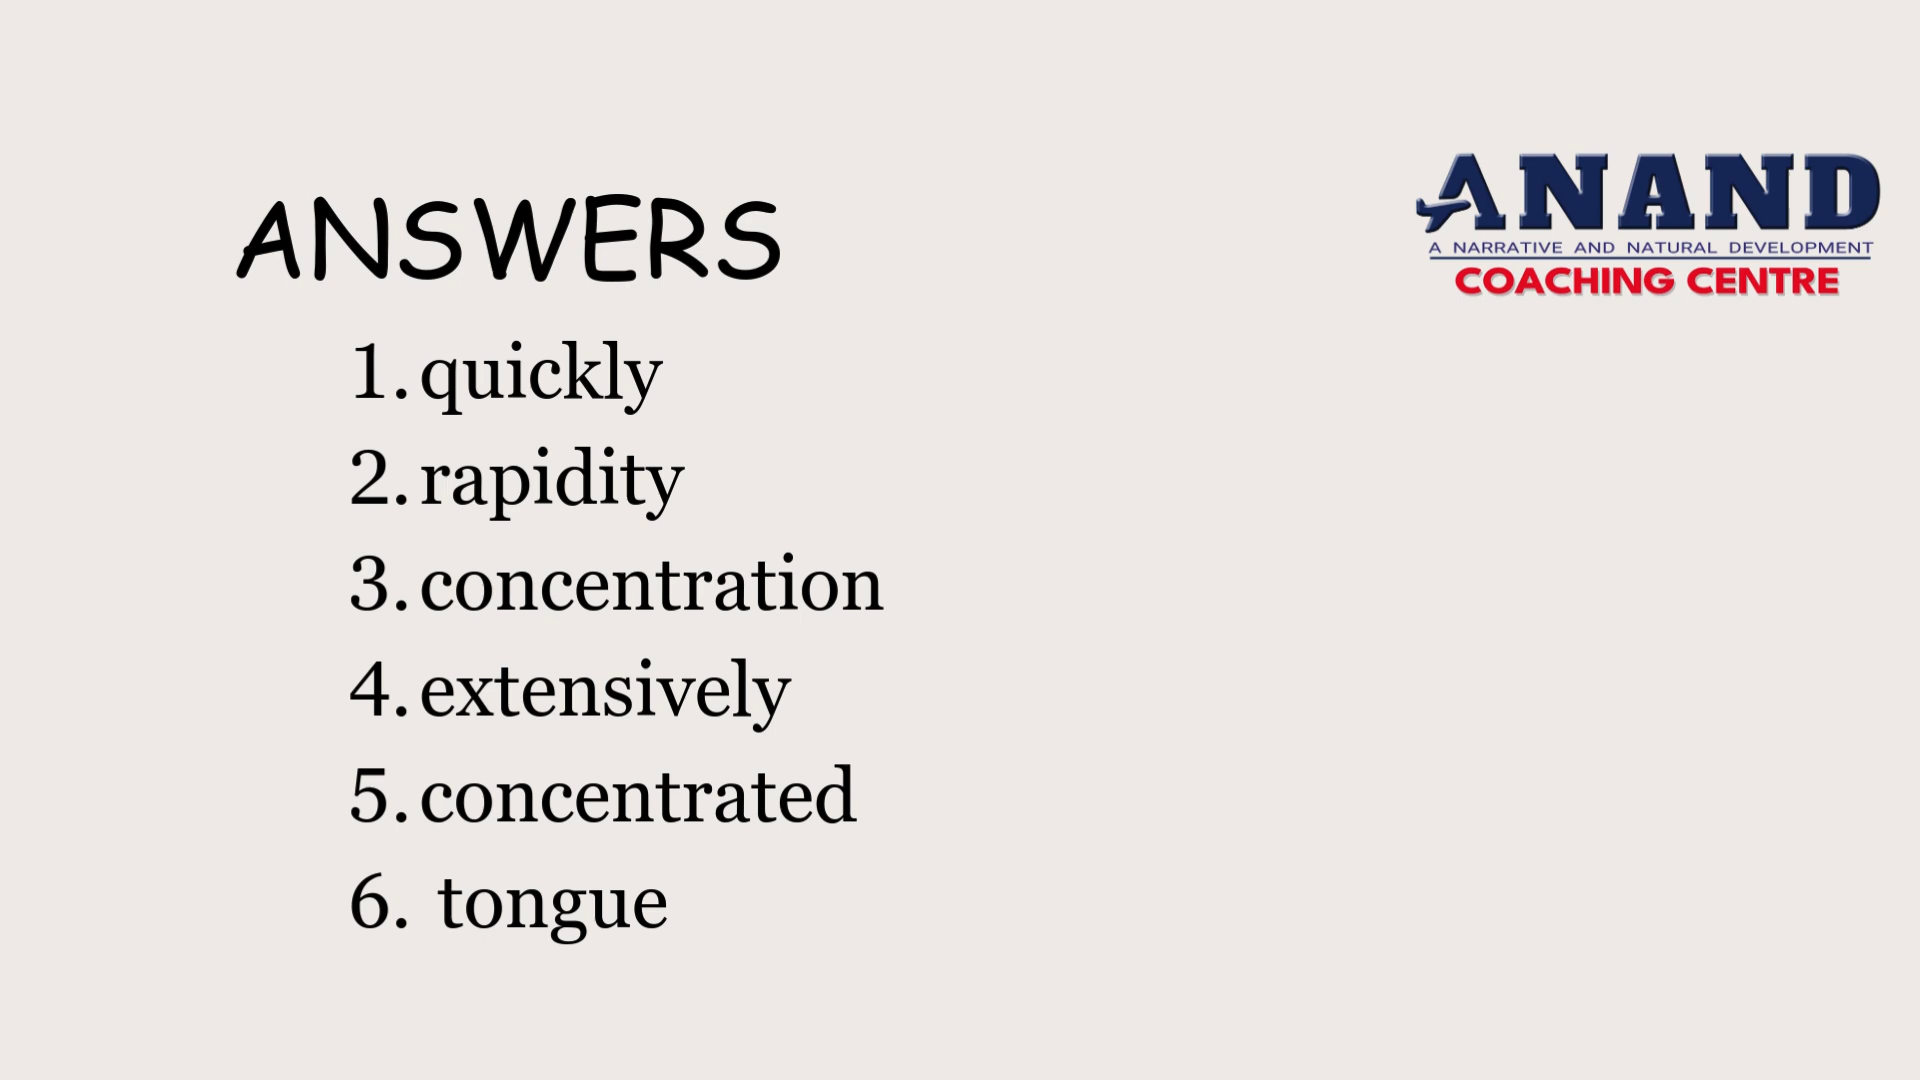 ANAND
A NARRATIVE AND NATURAL DEVELOPMENT
COACHING CENTRE
ANSWERS
1. quickly
2. rapidity
3. concentration
4. extensively
5. concentrated
6. tongue